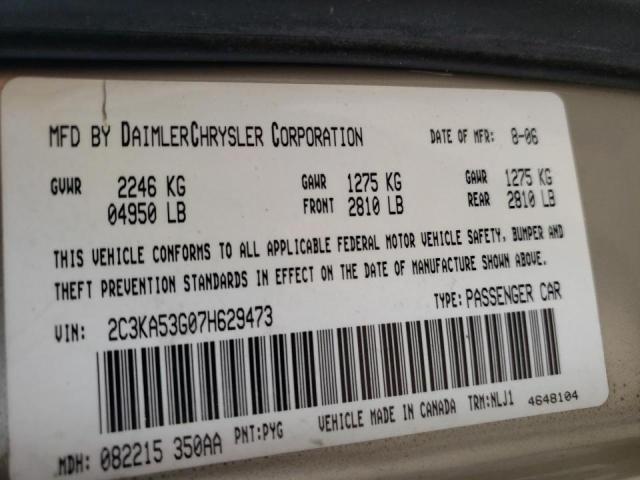 MFD BY DAIMLERCHRYSLER CORPORATION DATE OF MFR: 8-06
GVWR 2246 KG GAWR 1275 KG GAWR 1275 KG
04950 LB FRONT 2810 LB REAR 2810 LB
THIS VEHICLE CONFORMS TO ALL APPLICABLE FEDERAL MOTOR VEHICLE SAFETY, BUMPER AND
THEFT PREVENTION STANDARDS IN EFFECT ON THE DATE OF MANUFACTURE SHOWN ABOVE.
VIN: 2C3KA53G07H629473 TYPE: PASSENGER CAR
MDH: 082215 350AA PNT:PYG VEHICLE MADE IN CANADA TRM:NLJ1 4648104